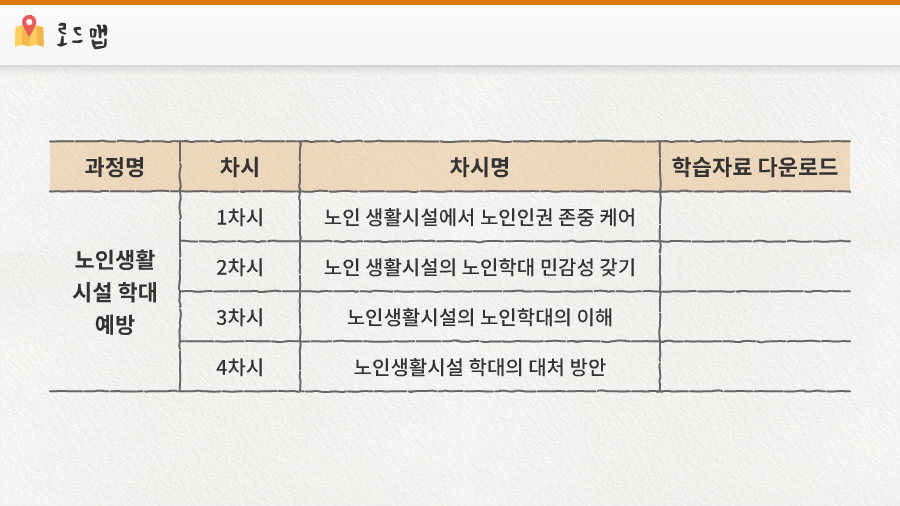 로드맵
과정명 차시 차시명 학습자료 다운로드
노인생활
시설 학대
예방
1차시 노인 생활시설에서 노인인권 존중 케어
2차시 노인 생활시설의 노인학대 민감성 갖기
3차시 노인생활시설의 노인학대의 이해
4차시 노인생활시설 학대의 대처 방안